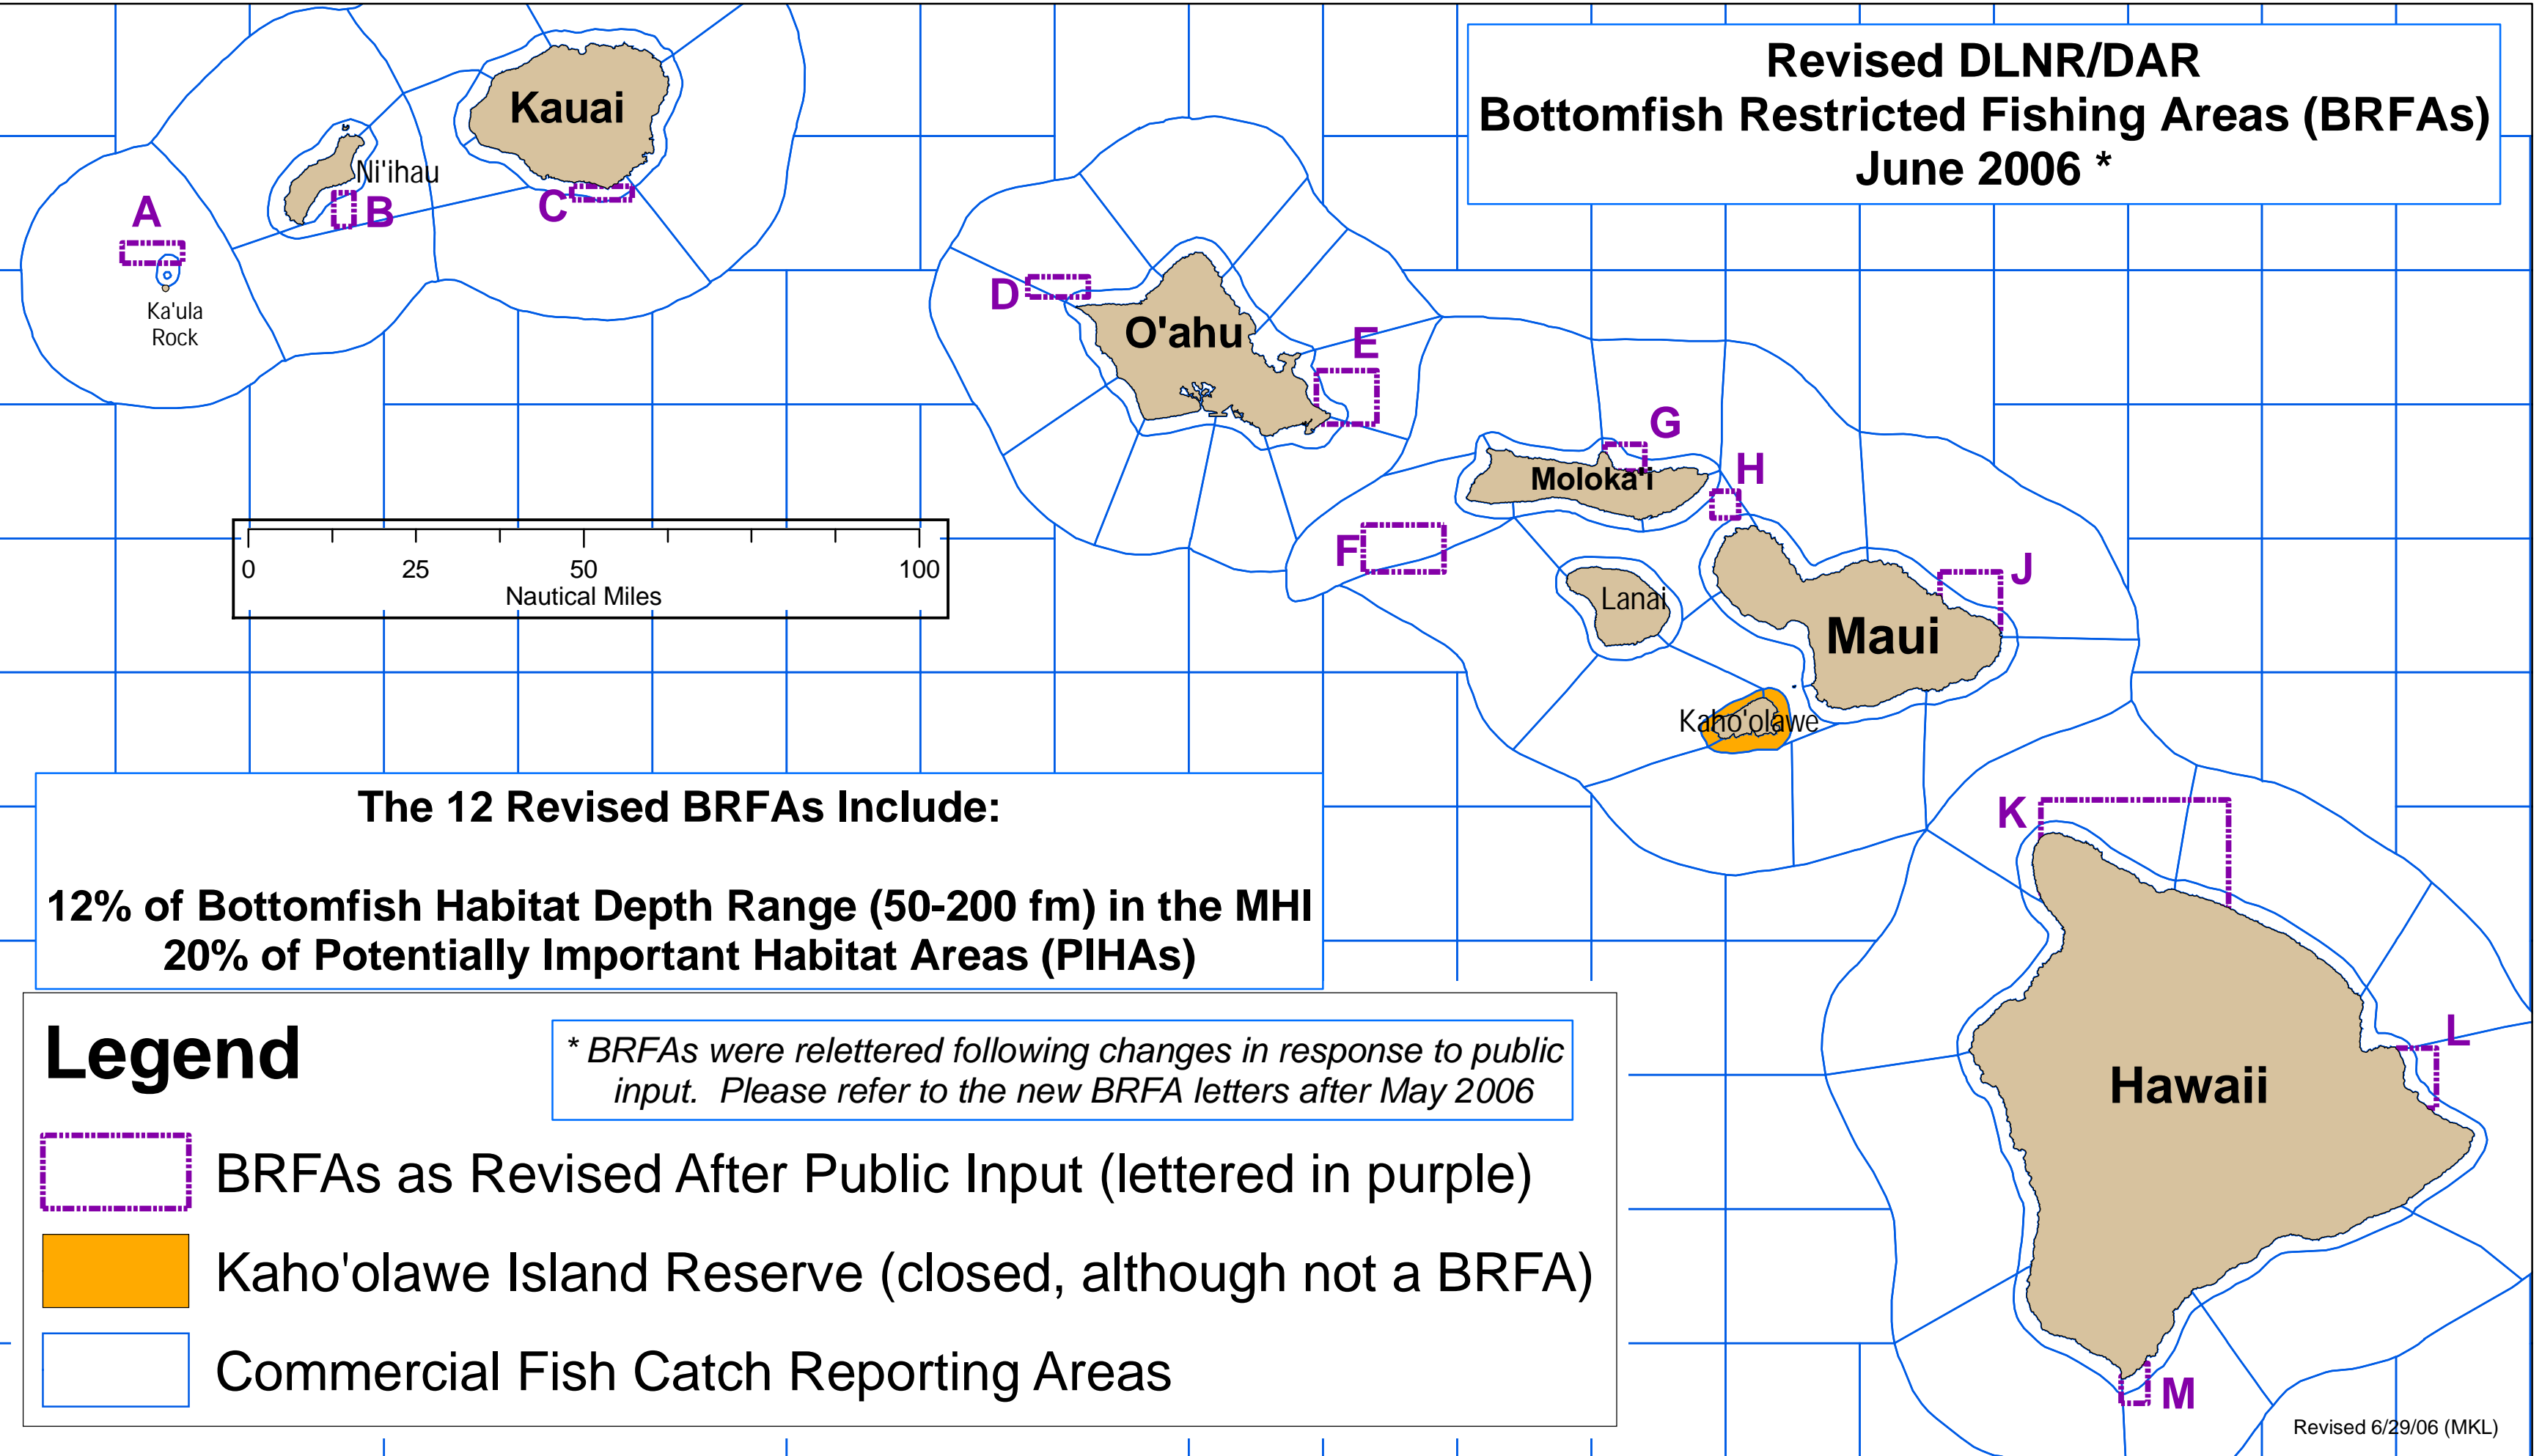 Revised DLNR/DAR
Bottomfish Restricted Fishing Areas (BRFAs)
June 2006 *
Kauai
Ni'ihau
A
B
C
Ka'ula
Rock
D
O'ahu
E
G
Moloka'i
H
F
Lanai
J
Maui
Kaho'olawe
0 25 50 100
Nautical Miles
K
L
Hawaii
M
The 12 Revised BRFAs Include:
12% of Bottomfish Habitat Depth Range (50-200 fm) in the MHI
20% of Potentially Important Habitat Areas (PIHAs)
Legend
* BRFAs were relettered following changes in response to public
input. Please refer to the new BRFA letters after May 2006
BRFAs as Revised After Public Input (lettered in purple)
Kaho'olawe Island Reserve (closed, although not a BRFA)
Commercial Fish Catch Reporting Areas
Revised 6/29/06 (MKL)